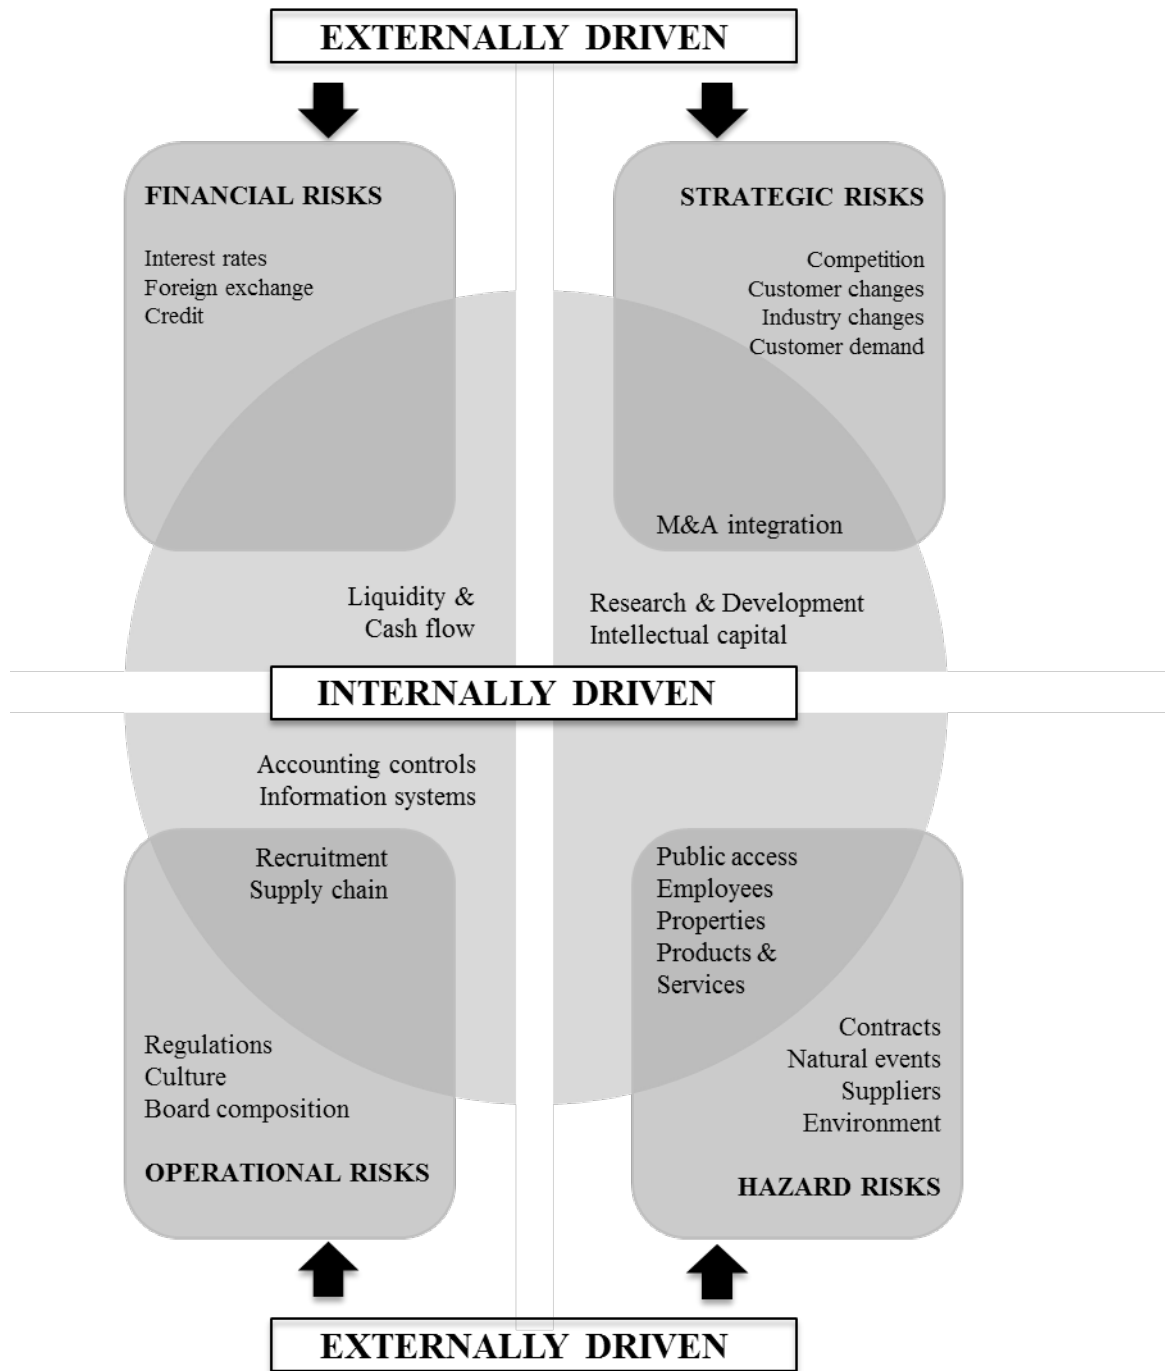 EXTERNALLY DRIVEN
FINANCIAL RISKS
Interest rates
Foreign exchange
Credit
STRATEGIC RISKS
Competition
Customer changes
Industry changes
Customer demand
M&A integration
Liquidity &
Cash flow
Research & Development
Intellectual capital
INTERNALLY DRIVEN
Accounting controls
Information systems
Recruitment
Supply chain
Regulations
Culture
Board composition
OPERATIONAL RISKS
Public access
Employees
Properties
Products &
Services
Contracts
Natural events
Suppliers
Environment
HAZARD RISKS
EXTERNALLY DRIVEN